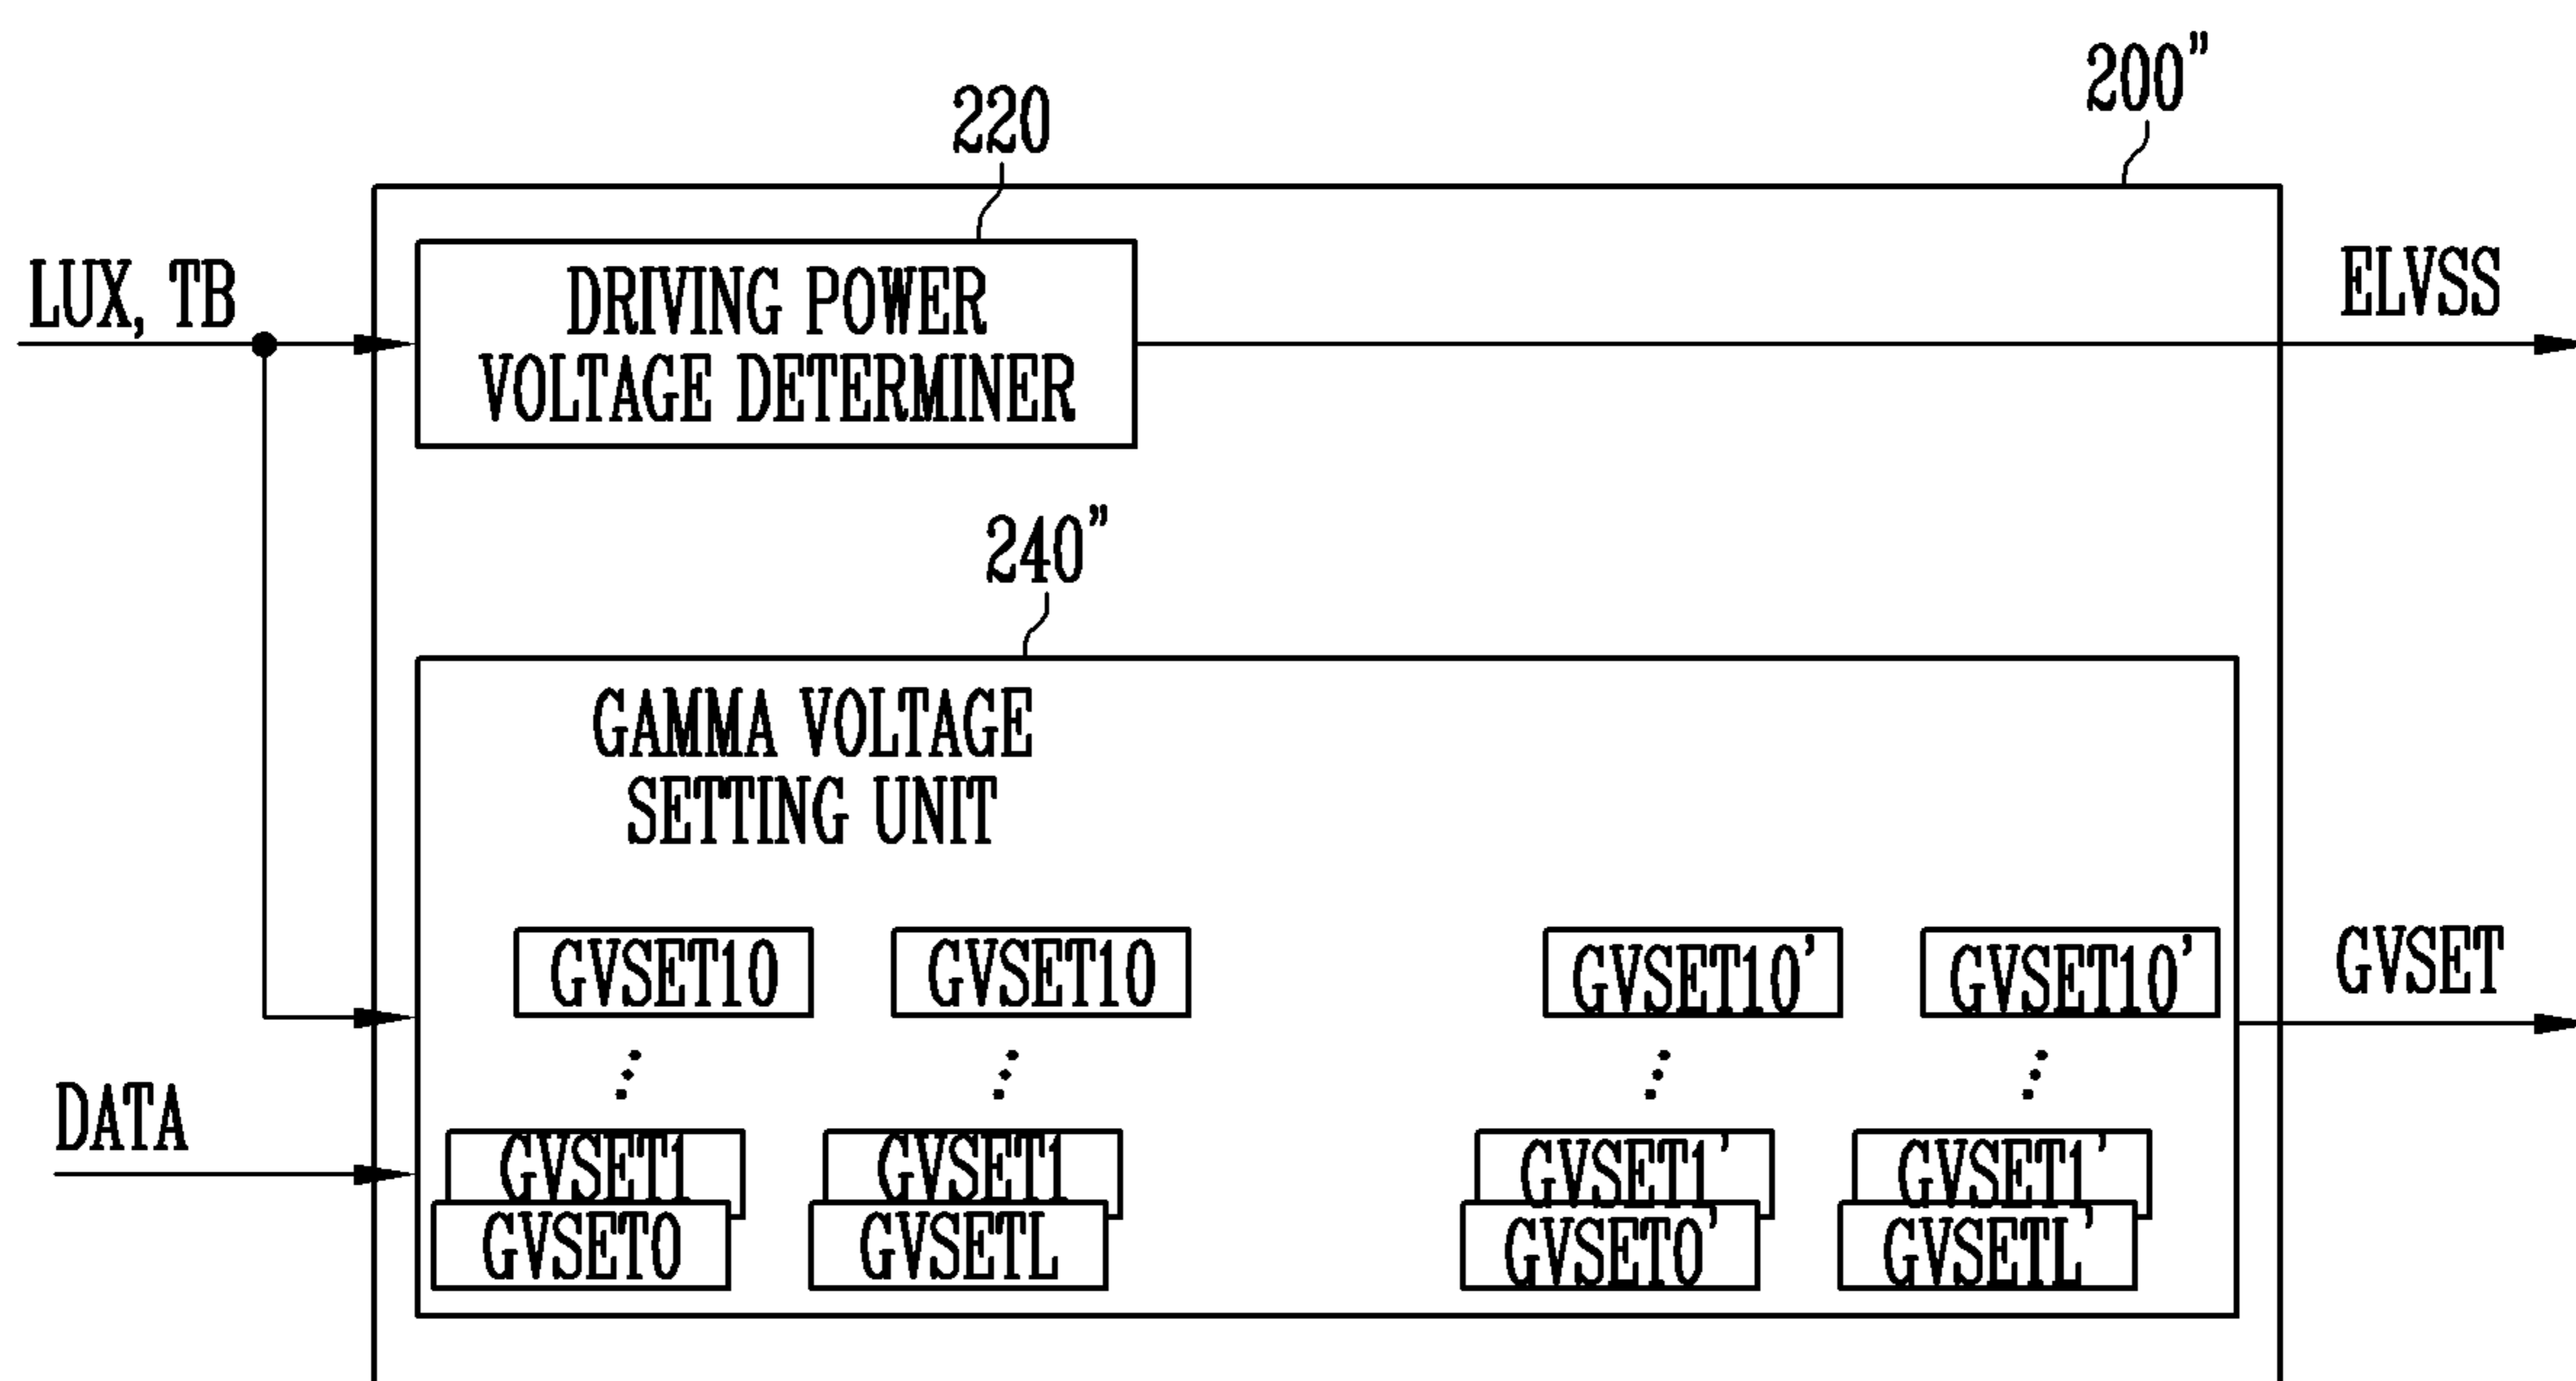 200"
220
LUX, TB
DRIVING POWER
VOLTAGE DETERMINER
ELVSS
240"
GAMMA VOLTAGE
SETTING UNIT
GVSET10 GVSET10 GVSET10' GVSET10'
GVSET
DATA
GVSET1 GVSET1 GVSET1' GVSET1'
GVSET0 GVSETL GVSET0' GVSETL'